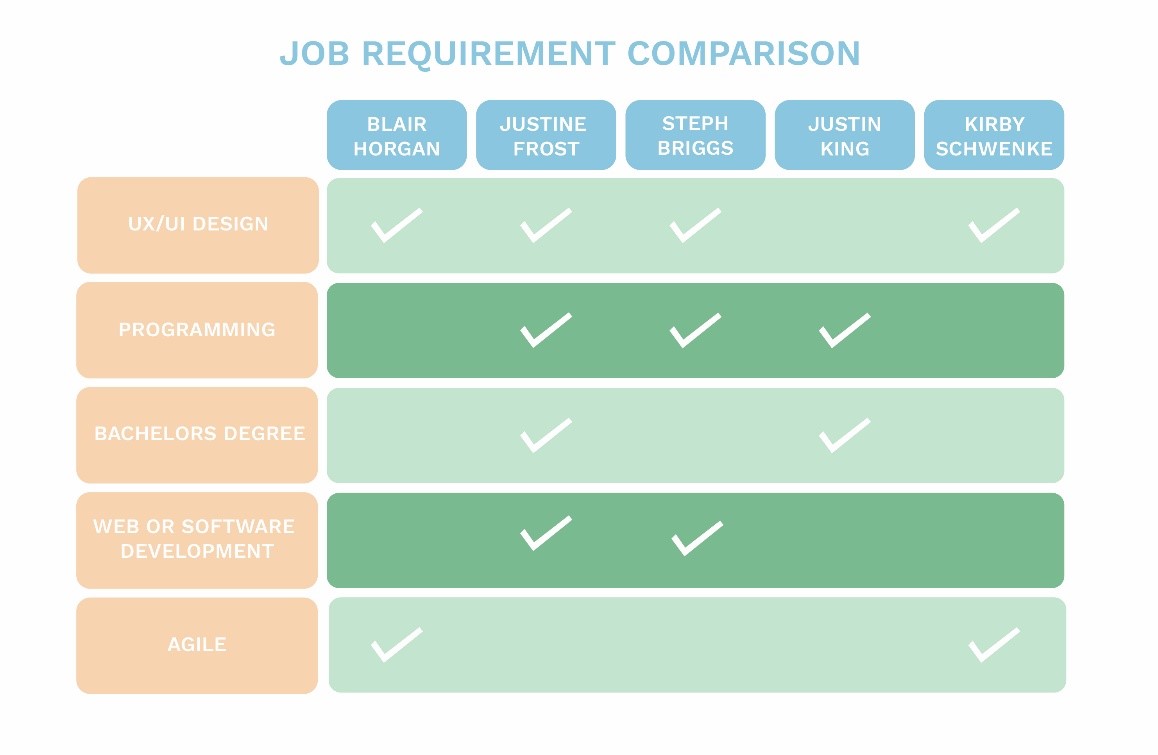 JOB REQUIREMENT COMPARISON
BLAIR
HORGAN
JUSTINE
FROST
STEPH
BRIGGS
JUSTIN
KING
KIRBY
SCHWENKE
UX/UI DESIGN
PROGRAMMING
BACHELORS DEGREE
WEB OR SOFTWARE
DEVELOPMENT
AGILE